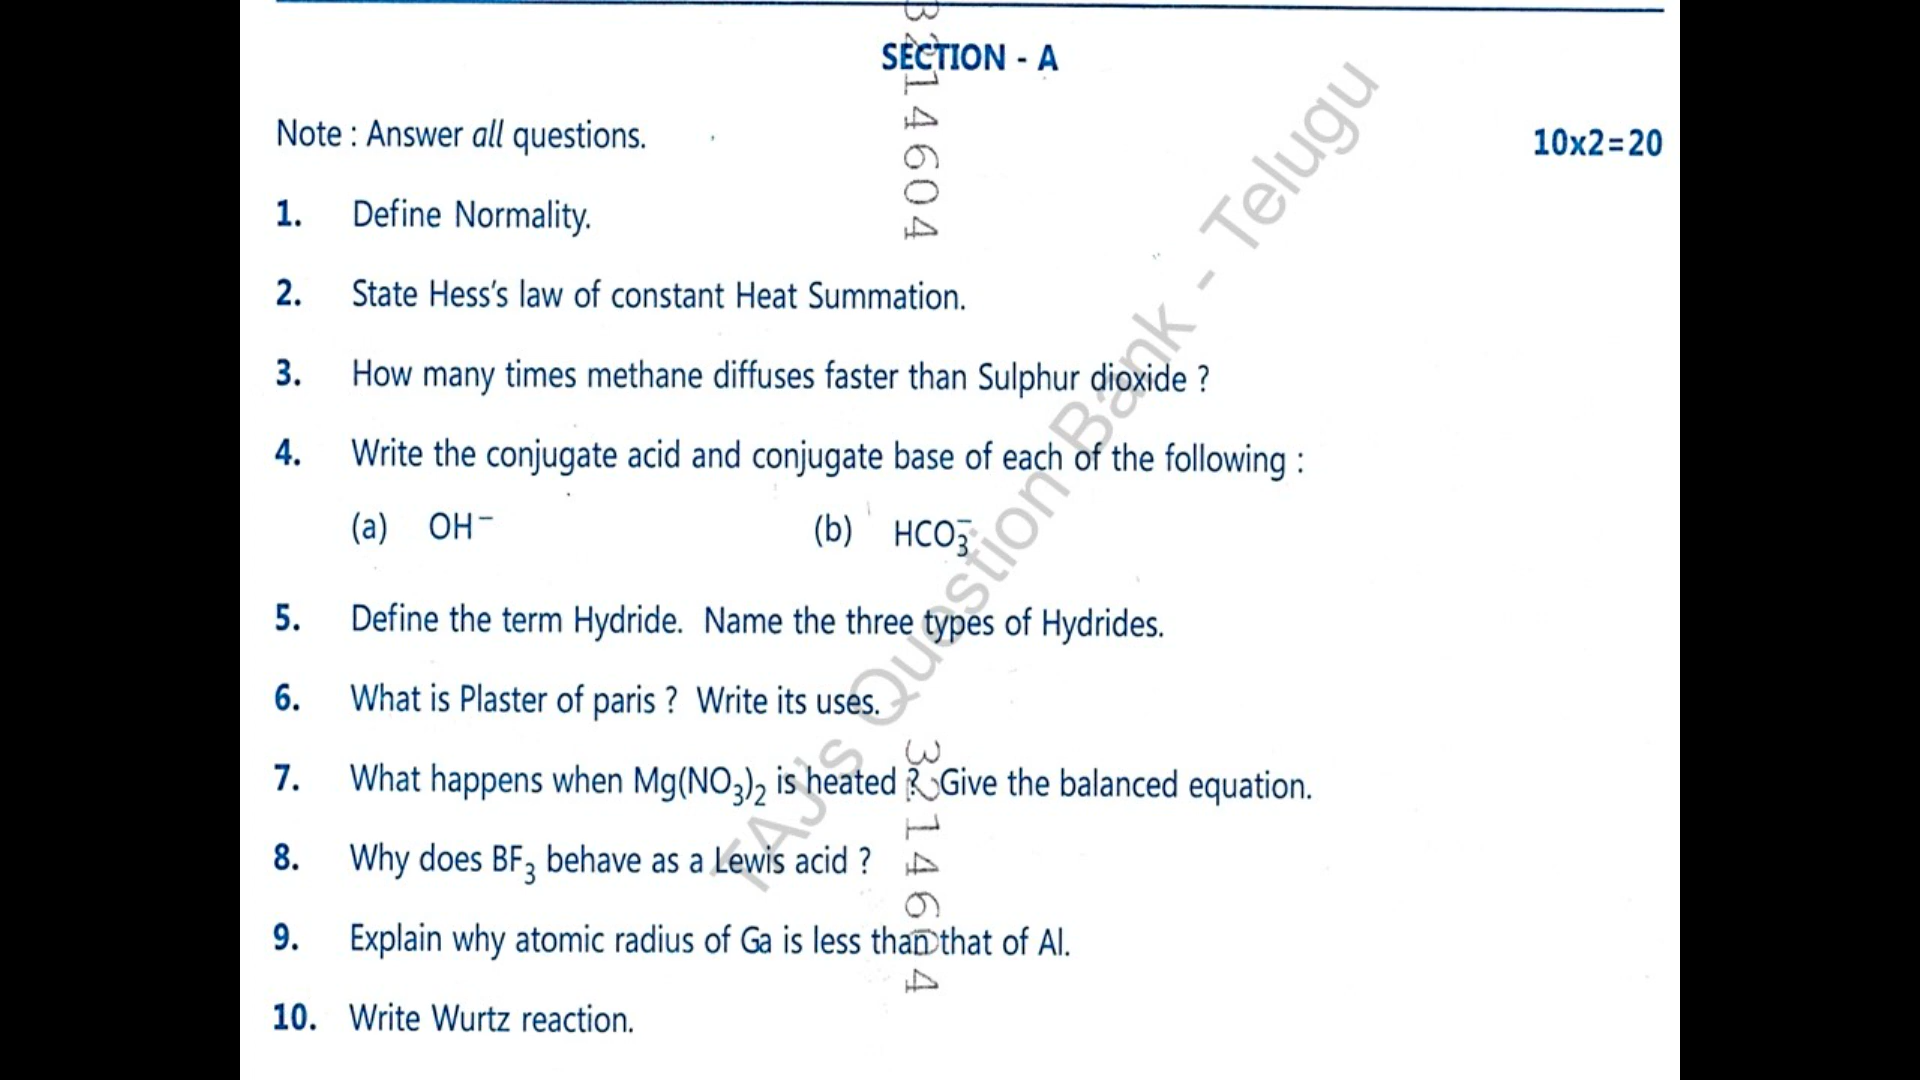 SECTION - A
Note : Answer all questions. 10x2=20
1. Define Normality.
2. State Hess's law of constant Heat Summation.
3. How many times methane diffuses faster than Sulphur dioxide ?
4. Write the conjugate acid and conjugate base of each of the following :
(a) OH⁻ (b) HCO₃⁻
5. Define the term Hydride. Name the three types of Hydrides.
6. What is Plaster of paris ? Write its uses.
7. What happens when Mg(NO₃)₂ is heated ? Give the balanced equation.
8. Why does BF₃ behave as a Lewis acid ?
9. Explain why atomic radius of Ga is less than that of Al.
10. Write Wurtz reaction.
TAJ's Question Bank - Telugu
3214604
3214604